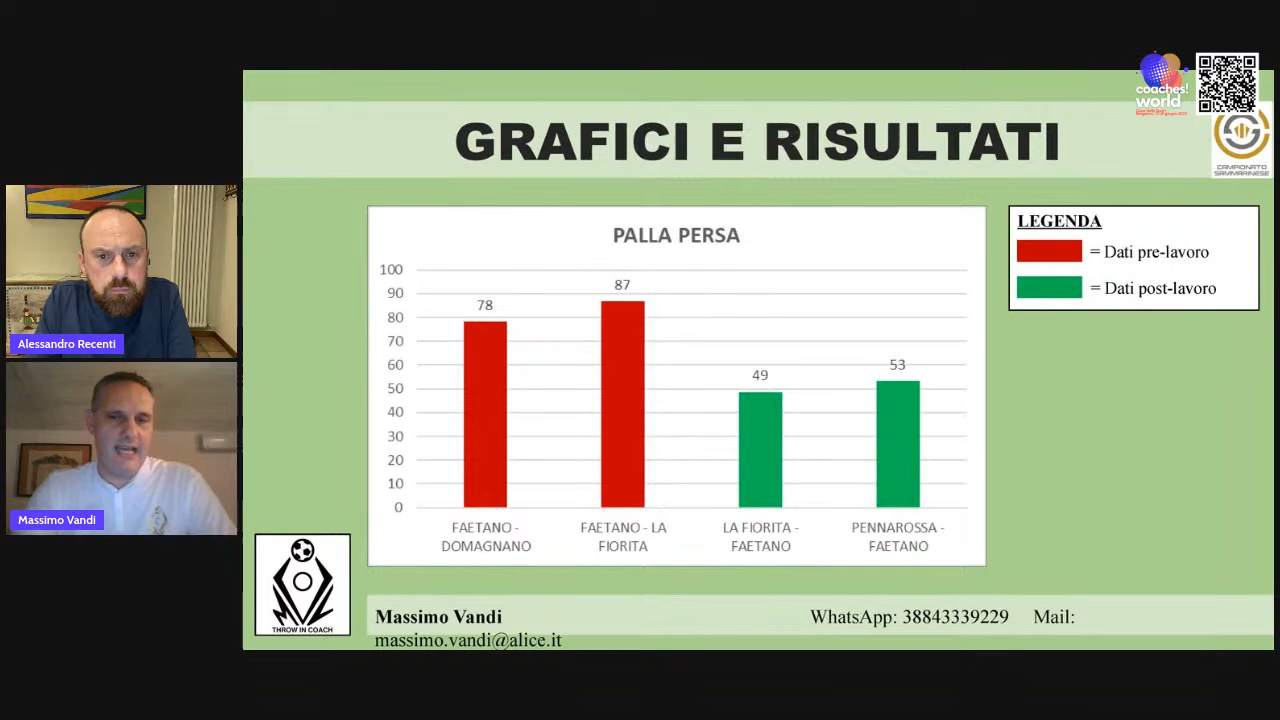 coaches!
world
GRAFICI E RISULTATI
CAMPIONATO
SAMMARINESE
PALLA PERSA
100
90
80
70
60
50
40
30
20
10
0
78
87
49
53
FAETANO -
DOMAGNANO
FAETANO - LA
FIORITA
LA FIORITA -
FAETANO
PENNAROSSA -
FAETANO
LEGENDA
= Dati pre-lavoro
= Dati post-lavoro
Alessandro Recenti
Massimo Vandi
THROW IN COACH
Massimo Vandi
WhatsApp: 38843339229 Mail:
massimo.vandi@alice.it